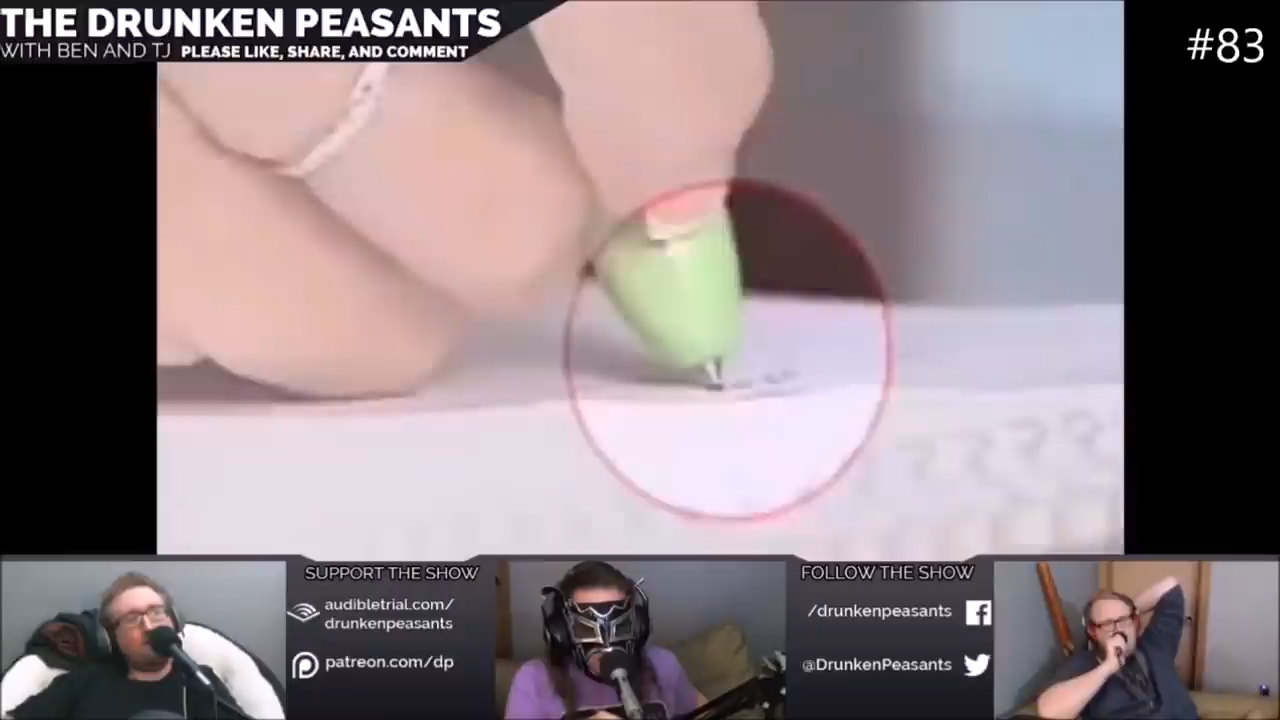 THE DRUNKEN PEASANTS
WITH BEN AND TJ PLEASE LIKE, SHARE, AND COMMENT
#83
SUPPORT THE SHOW
audibletrial.com/
drunkenpeasants
patreon.com/dp
FOLLOW THE SHOW
/drunkenpeasants
@DrunkenPeasants